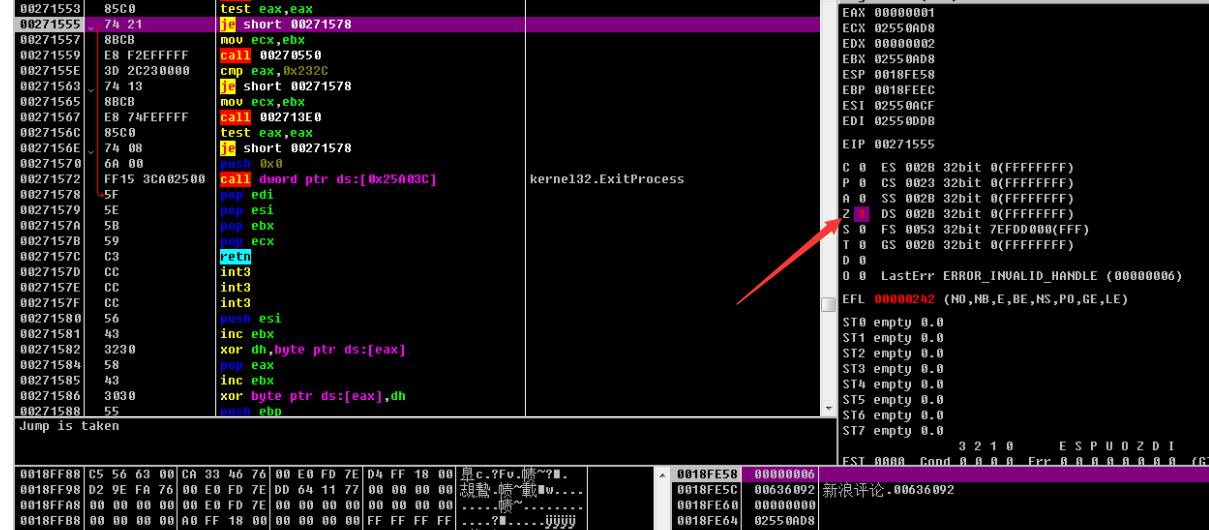 00271553 85C0 test eax,eax
00271555 74 21 je short 00271578
00271557 8BCB mov ecx,ebx
00271559 E8 F2EFFFFF call 00270550
0027155E 3D 2C230000 cmp eax,0x232C
00271563 74 13 je short 00271578
00271565 8BCB mov ecx,ebx
00271567 E8 74FEFFFF call 002713E0
0027156C 85C0 test eax,eax
0027156E 74 08 je short 00271578
00271570 6A 00 push 0x0
00271572 FF15 3CA02500 call dword ptr ds:[0x25A03C] kernel32.ExitProcess
00271578 5F pop edi
00271579 5E pop esi
0027157A 5B pop ebx
0027157B 59 pop ecx
0027157C C3 retn
0027157D CC int3
0027157E CC int3
0027157F CC int3
00271580 56 push esi
00271581 43 inc ebx
00271582 3230 xor dh,byte ptr ds:[eax]
00271584 58 pop eax
00271585 43 inc ebx
00271586 3030 xor byte ptr ds:[eax],dh
00271588 55 push ebp
Jump is taken
EAX 00000001
ECX 02550AD8
EDX 00000002
EBX 02550AD8
ESP 0018FE58
EBP 0018FEEC
ESI 02550ACF
EDI 02550DDB
EIP 00271555
C 0 ES 002B 32bit 0(FFFFFFFF)
P 0 CS 0023 32bit 0(FFFFFFFF)
A 0 SS 002B 32bit 0(FFFFFFFF)
Z 1 DS 002B 32bit 0(FFFFFFFF)
S 0 FS 0053 32bit 7EFDD000(FFF)
T 0 GS 002B 32bit 0(FFFFFFFF)
D 0
O 0 LastErr ERROR_INVALID_HANDLE (00000006)
EFL 00000242 (NO,NB,E,BE,NS,PO,GE,LE)
ST0 empty 0.0
ST1 empty 0.0
ST2 empty 0.0
ST3 empty 0.0
ST4 empty 0.0
ST5 empty 0.0
ST6 empty 0.0
ST7 empty 0.0
3 2 1 0 E S P U O Z D I
FST 0000 Cond 0 0 0 0 Err 0 0 0 0 0 0 0 0
0018FF88 C5 56 63 00 CA 33 46 76 00 E0 FD 7E D4 FF 18 00
0018FF98 D2 9E FA 76 00 E0 FD 7E DD 64 11 77 00 00 00 00
0018FFA8 00 00 00 00 00 E0 FD 7E 00 00 00 00 00 00 00 00
0018FFB8 00 00 00 00 A0 FF 18 00 00 00 00 00 FF FF FF FF
0018FE58 00000006
0018FE5C 00636092 新浪评论.00636092
0018FE60 00000000
0018FE64 02550AD8